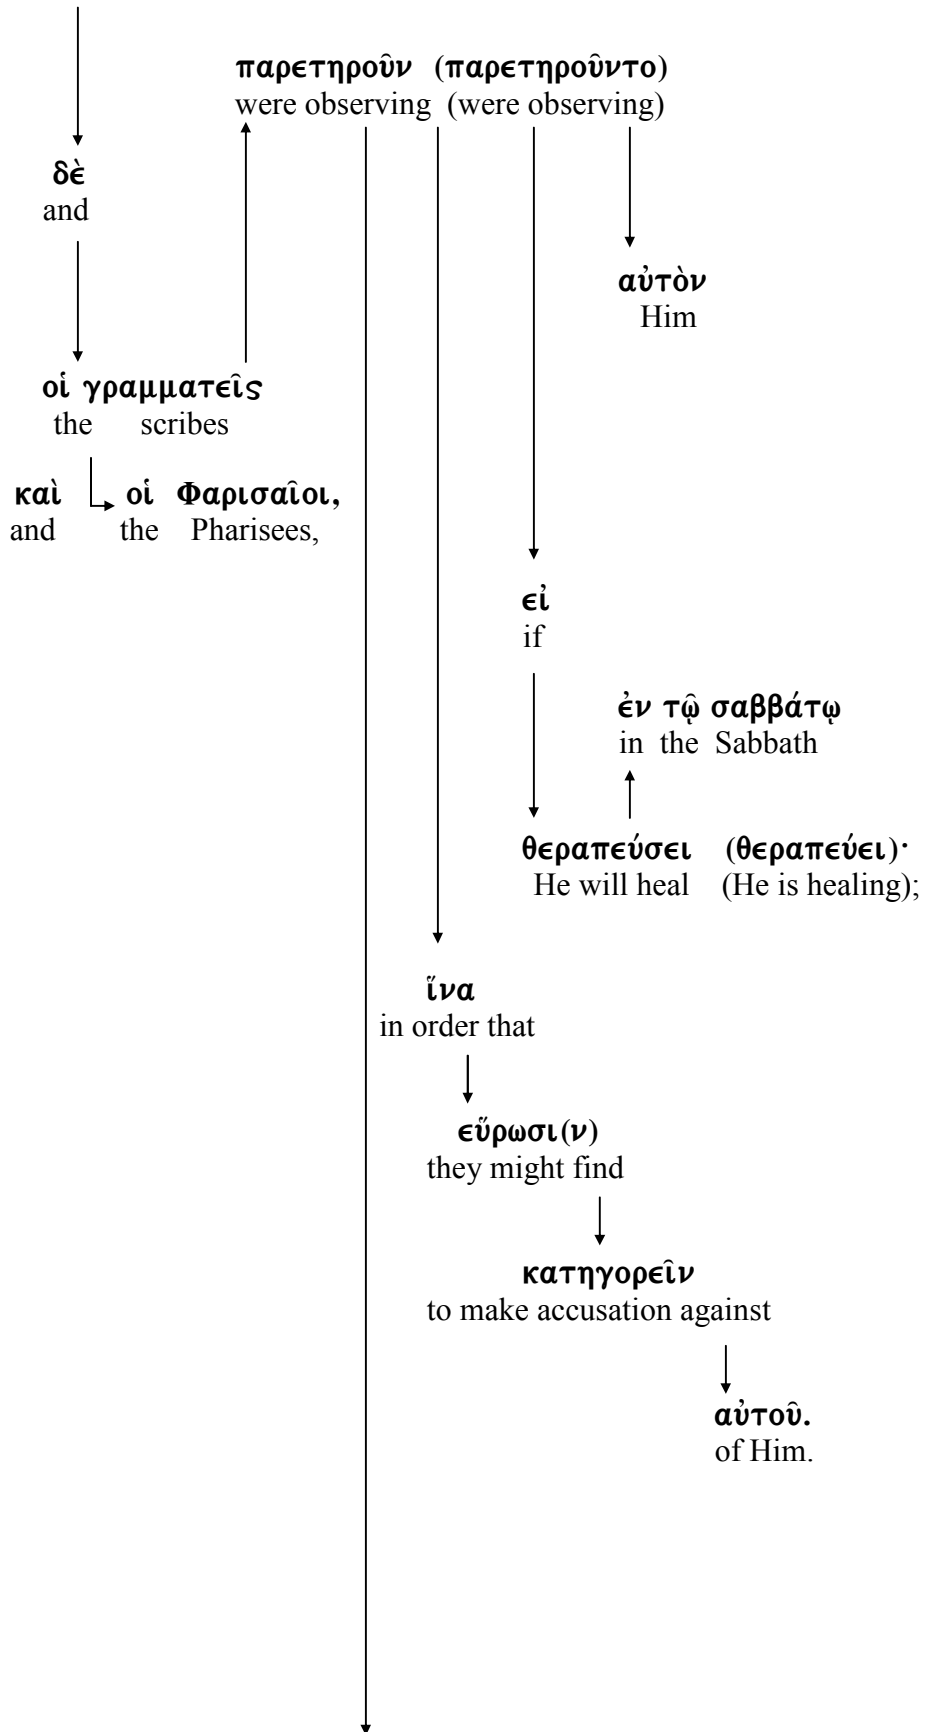 παρετηροῦν (παρετηροῦντο)
were observing (were observing)
δὲ
and
αὐτὸν
Him
οἱ γραμματεῖς
the scribes
καὶ οἱ Φαρισαῖοι,
and the Pharisees,
εἰ
if
ἐν τῷ σαββάτῳ
in the Sabbath
θεραπεύσει (θεραπεύει)·
He will heal (He is healing);
ἵνα
in order that
εὕρωσι(ν)
they might find
κατηγορεῖν
to make accusation against
αὐτοῦ.
of Him.